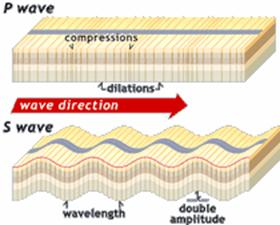 P wave
compressions
dilations
wave direction
S wave
wavelength
double
amplitude